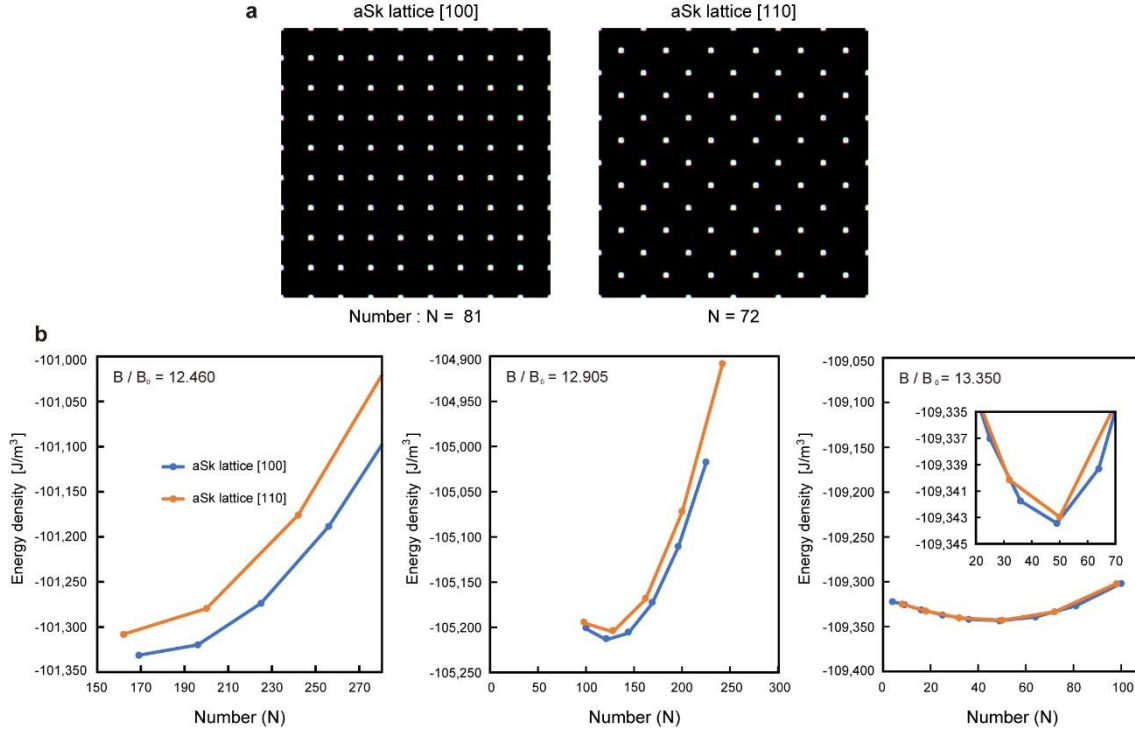 a
aSk lattice [100]
aSk lattice [110]
Number : N = 81
N = 72
b
-101,000
-101,050
-101,100
-101,150
-101,200
-101,250
-101,300
-101,350
150 170 190 210 230 250 270
Energy density [J/m³]
Number (N)
B / B₀ = 12.460
aSk lattice [100]
aSk lattice [110]
-104,900
-104,950
-105,000
-105,050
-105,100
-105,150
-105,200
-105,250
0 50 100 150 200 250 300
Energy density [J/m³]
Number (N)
B / B₀ = 12.905
-109,050
-109,100
-109,150
-109,200
-109,250
-109,300
-109,350
-109,400
0 20 40 60 80 100
Energy density [J/m³]
Number (N)
B / B₀ = 13.350
-109,335
-109,337
-109,339
-109,341
-109,343
-109,345
20 30 40 50 60 70